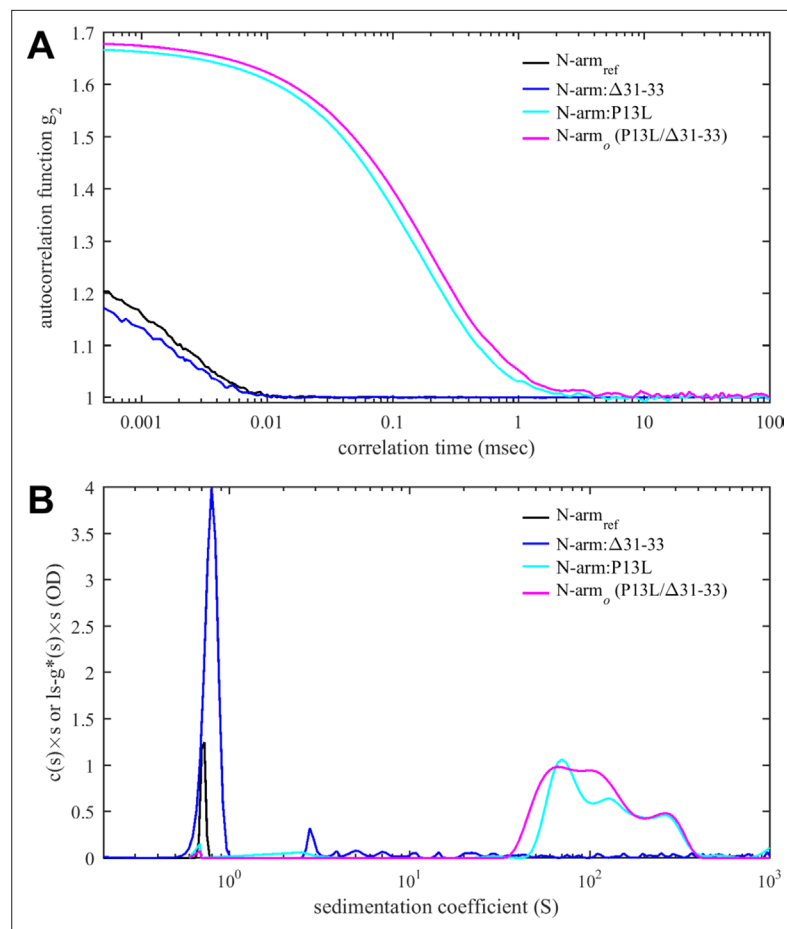 A
1.7
1.6
1.5
1.4
1.3
1.2
1.1
1
autocorrelation function g2
N-armref
N-arm:Δ31-33
N-arm:P13L
N-armo (P13L/Δ31-33)
0.001 0.01 0.1 1 10 100
correlation time (msec)
B
4
3.5
3
2.5
2
1.5
1
0.5
0
c(s)×s or ls-g*(s)×s (OD)
N-armref
N-arm:Δ31-33
N-arm:P13L
N-armo (P13L/Δ31-33)
10^0 10^1 10^2 10^3
sedimentation coefficient (S)